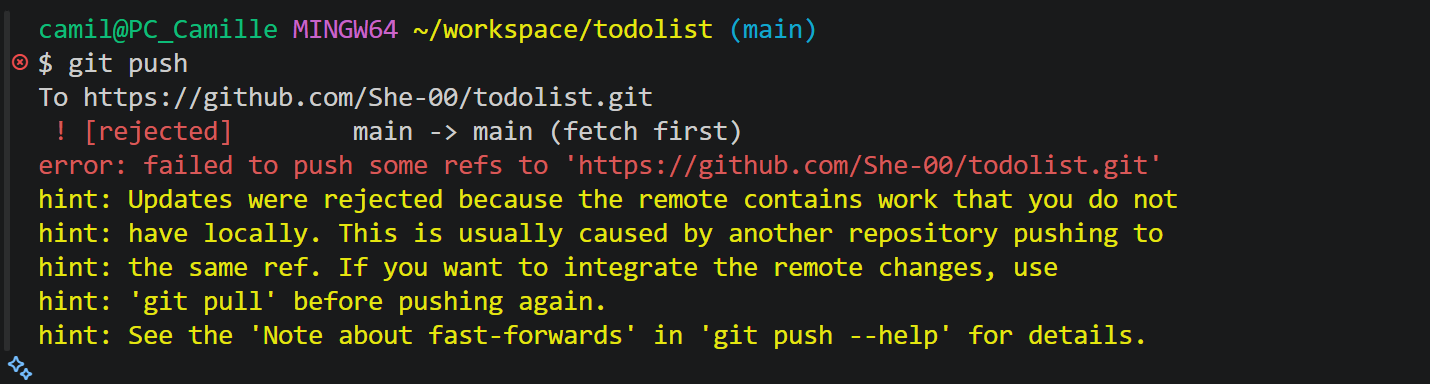 camil@PC_Camille MINGW64 ~/workspace/todolist (main)
$ git push
To https://github.com/She-00/todolist.git
 ! [rejected]        main -> main (fetch first)
error: failed to push some refs to 'https://github.com/She-00/todolist.git'
hint: Updates were rejected because the remote contains work that you do not
hint: have locally. This is usually caused by another repository pushing to
hint: the same ref. If you want to integrate the remote changes, use
hint: 'git pull' before pushing again.
hint: See the 'Note about fast-forwards' in 'git push --help' for details.